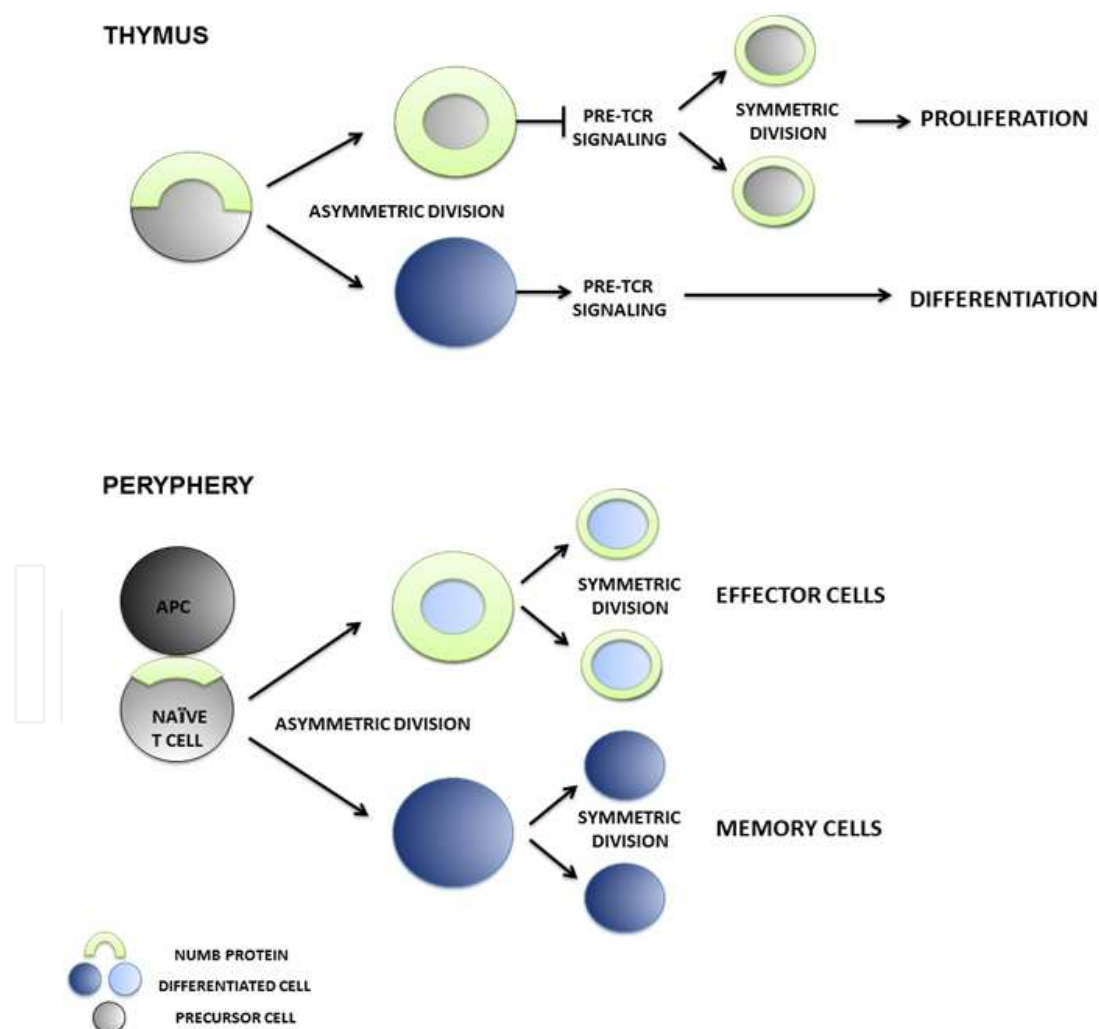 THYMUS
PRE-TCR
SIGNALING
SYMMETRIC
DIVISION
PROLIFERATION
ASYMMETRIC DIVISION
PRE-TCR
SIGNALING
DIFFERENTIATION
PERYPHERY
APC
NAÏVE
T CELL
ASYMMETRIC DIVISION
SYMMETRIC
DIVISION
EFFECTOR CELLS
SYMMETRIC
DIVISION
MEMORY CELLS
NUMB PROTEIN
DIFFERENTIATED CELL
PRECURSOR CELL